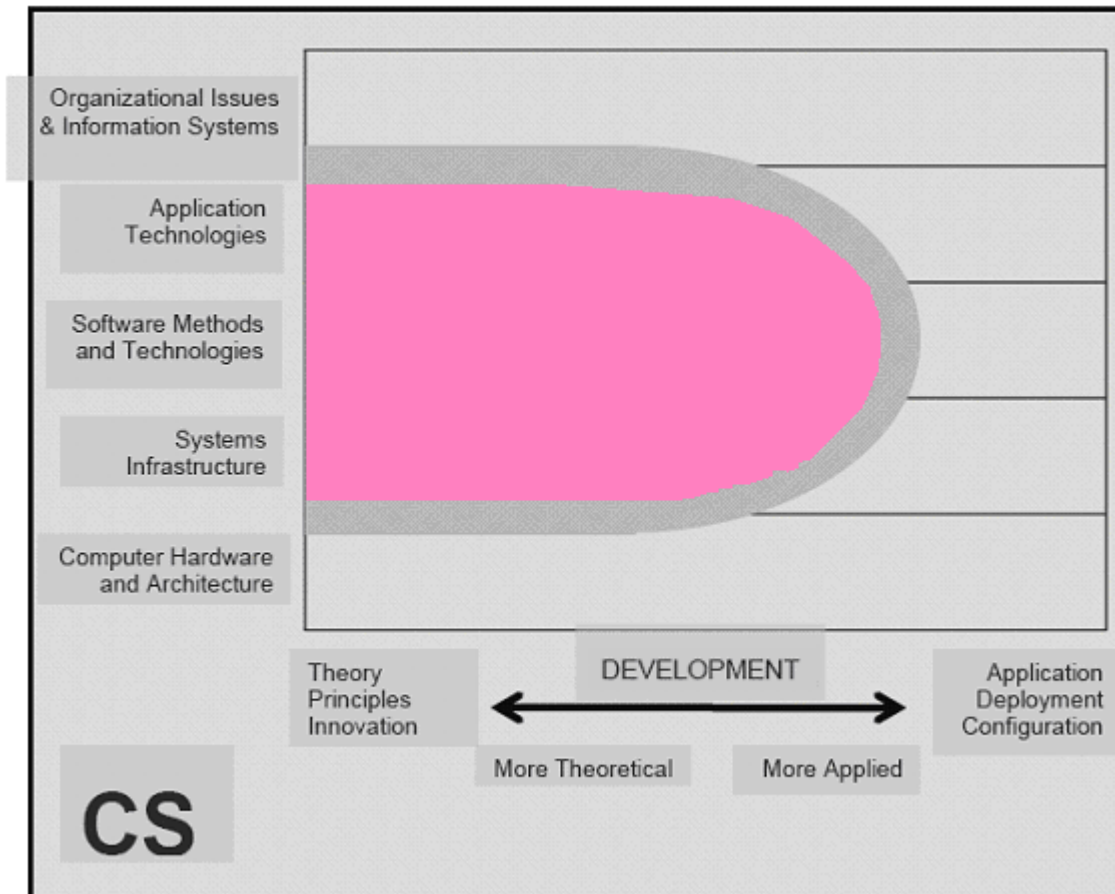 Organizational Issues
& Information Systems
Application
Technologies
Software Methods
and Technologies
Systems
Infrastructure
Computer Hardware
and Architecture
Theory
Principles
Innovation
DEVELOPMENT
Application
Deployment
Configuration
More Theoretical
More Applied
CS